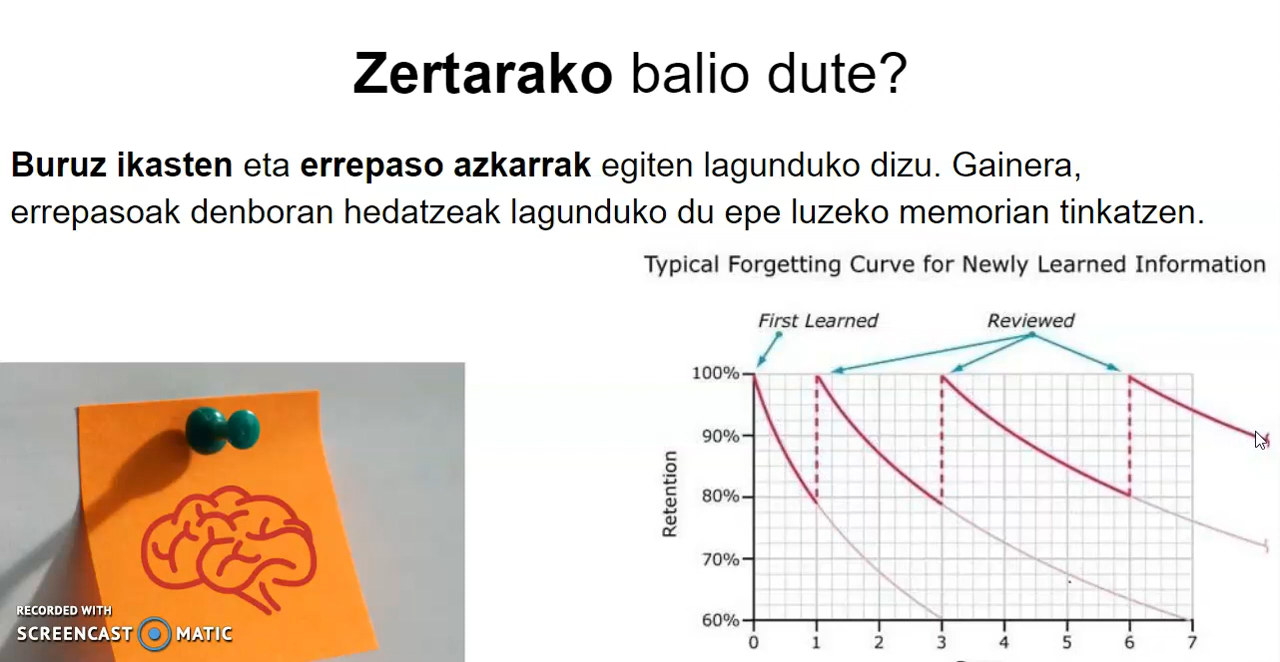 Zertarako balio dute?
Buruz ikasten eta errepaso azkarrak egiten lagunduko dizu. Gainera,
errepasoak denboran hedatzeak lagunduko du epe luzeko memorian tinkatzen.
Typical Forgetting Curve for Newly Learned Information
First Learned
Reviewed
100%
90%
80%
70%
60%
Retention
0 1 2 3 4 5 6 7
RECORDED WITH
SCREENCAST MATIC